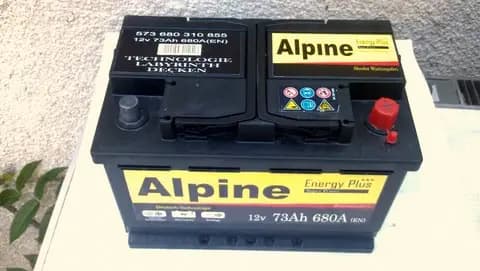 573 680 310 855
12v 73Ah 680A(EN)
TECHNOLOGIE
LABYRINTH
DECKEN
Alpine
Energy Plus
Alpine
Energy Plus
12v 73Ah 680A (EN)